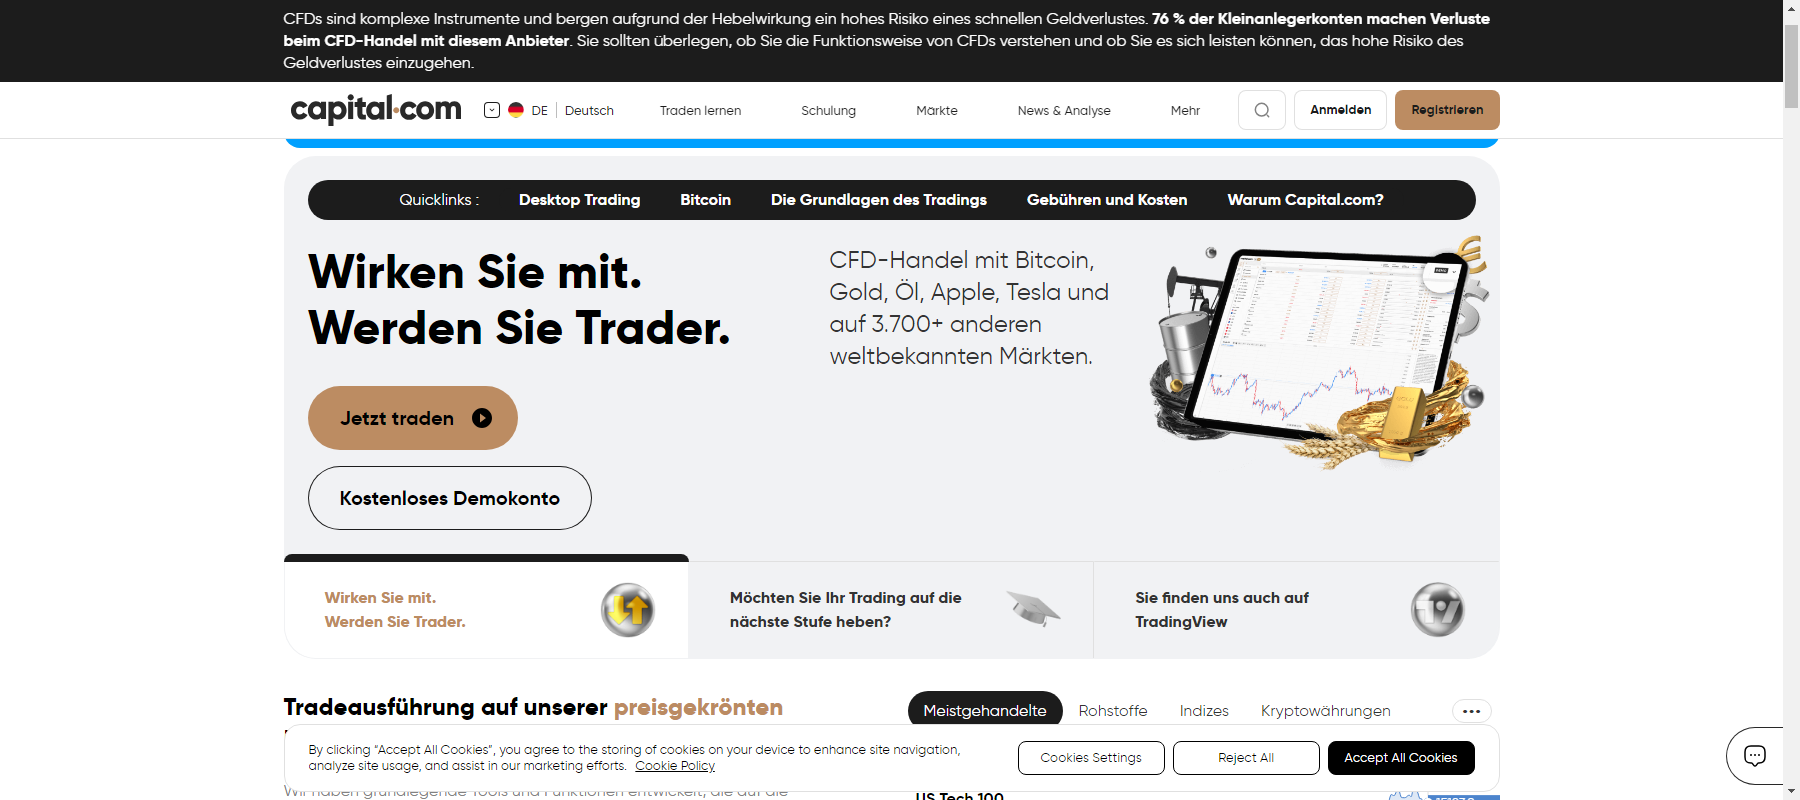 CFDs sind komplexe Instrumente und bergen aufgrund der Hebelwirkung ein hohes Risiko eines schnellen Geldverlustes. 76 % der Kleinanlegerkonten machen Verluste
beim CFD-Handel mit diesem Anbieter. Sie sollten überlegen, ob Sie die Funktionsweise von CFDs verstehen und ob Sie es sich leisten können, das hohe Risiko des
Geldverlustes einzugehen.
capital.com DE Deutsch Traden lernen Schulung Märkte News & Analyse Mehr Anmelden Registrieren
Quicklinks : Desktop Trading Bitcoin Die Grundlagen des Tradings Gebühren und Kosten Warum Capital.com?
Wirken Sie mit.
Werden Sie Trader.
CFD-Handel mit Bitcoin,
Gold, Öl, Apple, Tesla und
auf 3.700+ anderen
weltbekannten Märkten.
Jetzt traden
Kostenloses Demokonto
Wirken Sie mit.
Werden Sie Trader.
Möchten Sie Ihr Trading auf die
nächste Stufe heben?
Sie finden uns auch auf
TradingView
Tradeausführung auf unserer preisgekrönten
Meistgehandelte Rohstoffe Indizes Kryptowährungen
By clicking “Accept All Cookies”, you agree to the storing of cookies on your device to enhance site navigation,
analyze site usage, and assist in our marketing efforts. Cookie Policy
Cookies Settings Reject All Accept All Cookies
Wir haben grundlegende Tools und Funktionen entwickelt, die auf die
US Tech 100